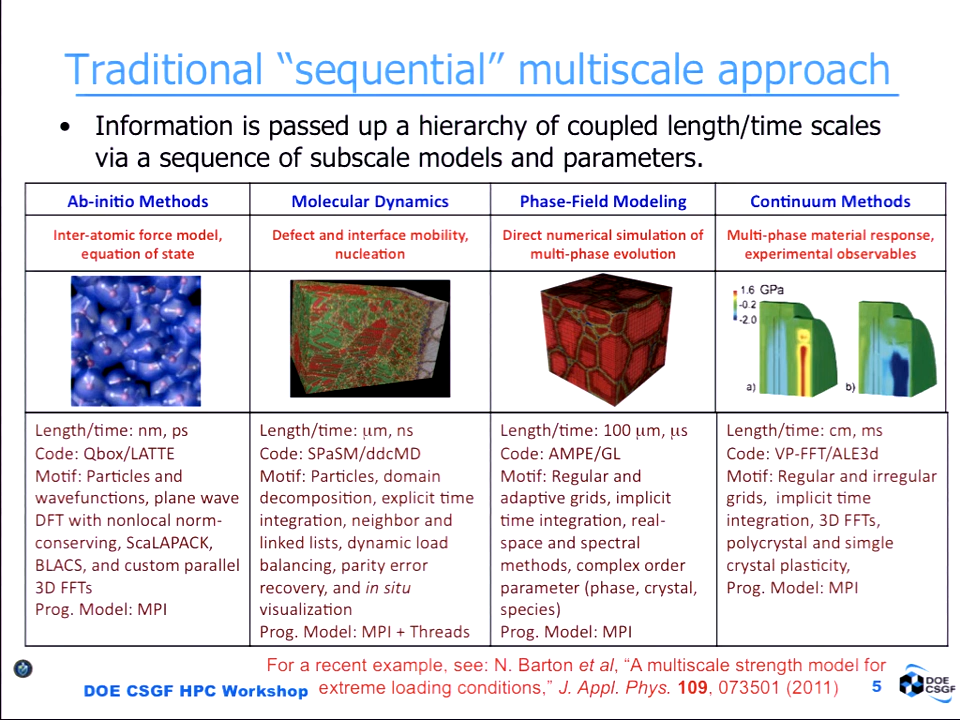 Traditional “sequential” multiscale approach
• Information is passed up a hierarchy of coupled length/time scales
via a sequence of subscale models and parameters.
Ab-initio Methods
Molecular Dynamics
Phase-Field Modeling
Continuum Methods
Inter-atomic force model,
equation of state
Defect and interface mobility,
nucleation
Direct numerical simulation of
multi-phase evolution
Multi-phase material response,
experimental observables
1.6 GPa
-0.2
-2.0
a)
b)
Length/time: nm, ps
Code: Qbox/LATTE
Motif: Particles and
wavefunctions, plane wave
DFT with nonlocal norm-
conserving, ScaLAPACK,
BLACS, and custom parallel
3D FFTs
Prog. Model: MPI
Length/time: μm, ns
Code: SPaSM/ddcMD
Motif: Particles, domain
decomposition, explicit time
integration, neighbor and
linked lists, dynamic load
balancing, parity error
recovery, and in situ
visualization
Prog. Model: MPI + Threads
Length/time: 100 μm, μs
Code: AMPE/GL
Motif: Regular and
adaptive grids, implicit
time integration, real-
space and spectral
methods, complex order
parameter (phase, crystal,
species)
Prog. Model: MPI
Length/time: cm, ms
Code: VP-FFT/ALE3d
Motif: Regular and irregular
grids, implicit time
integration, 3D FFTs,
polycrystal and simgle
crystal plasticity,
Prog. Model: MPI
For a recent example, see: N. Barton et al, “A multiscale strength model for
extreme loading conditions,” J. Appl. Phys. 109, 073501 (2011)
DOE CSGF HPC Workshop
5
DOE
CSGF